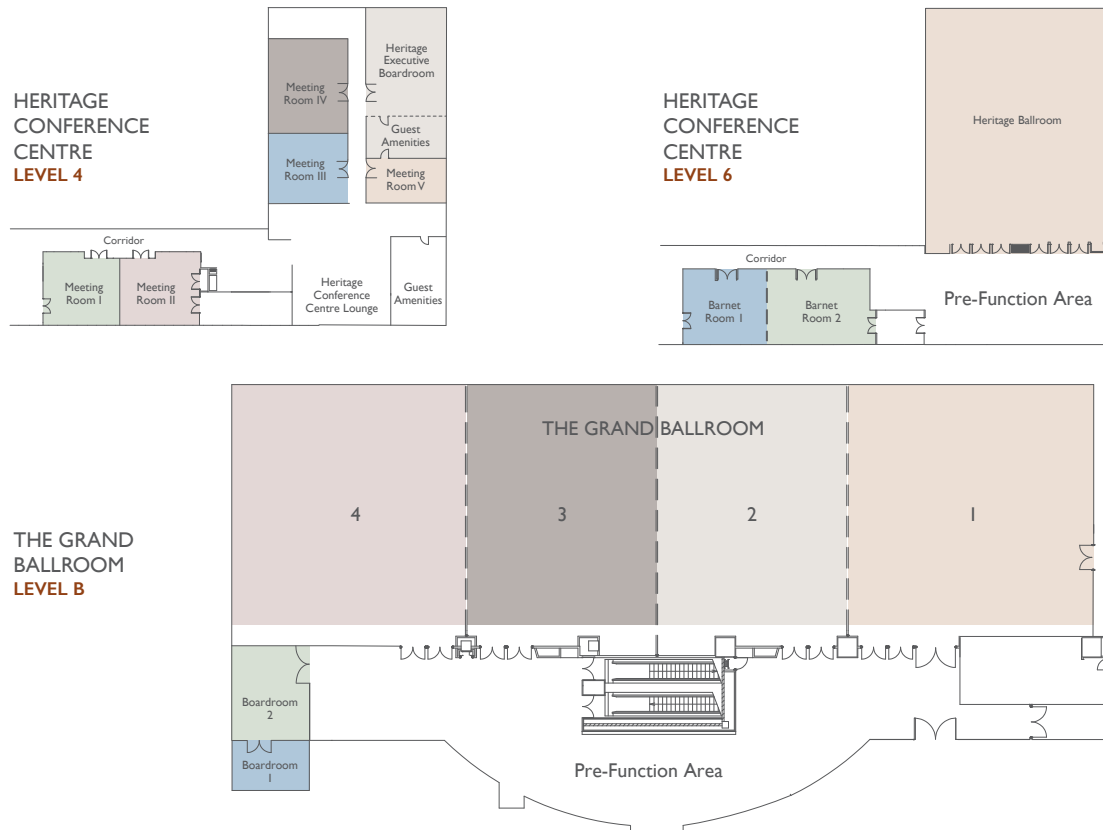 HERITAGE
CONFERENCE
CENTRE
LEVEL 4
Heritage
Executive
Boardroom
Meeting
Room IV
Guest
Amenities
Meeting
Room III
Meeting
Room V
Corridor
Meeting
Room I
Meeting
Room II
Heritage
Conference
Centre Lounge
Guest
Amenities
HERITAGE
CONFERENCE
CENTRE
LEVEL 6
Heritage Ballroom
Corridor
Barnet
Room 1
Barnet
Room 2
Pre-Function Area
THE GRAND
BALLROOM
LEVEL B
THE GRAND BALLROOM
4
3
2
1
Boardroom
2
Boardroom
1
Pre-Function Area